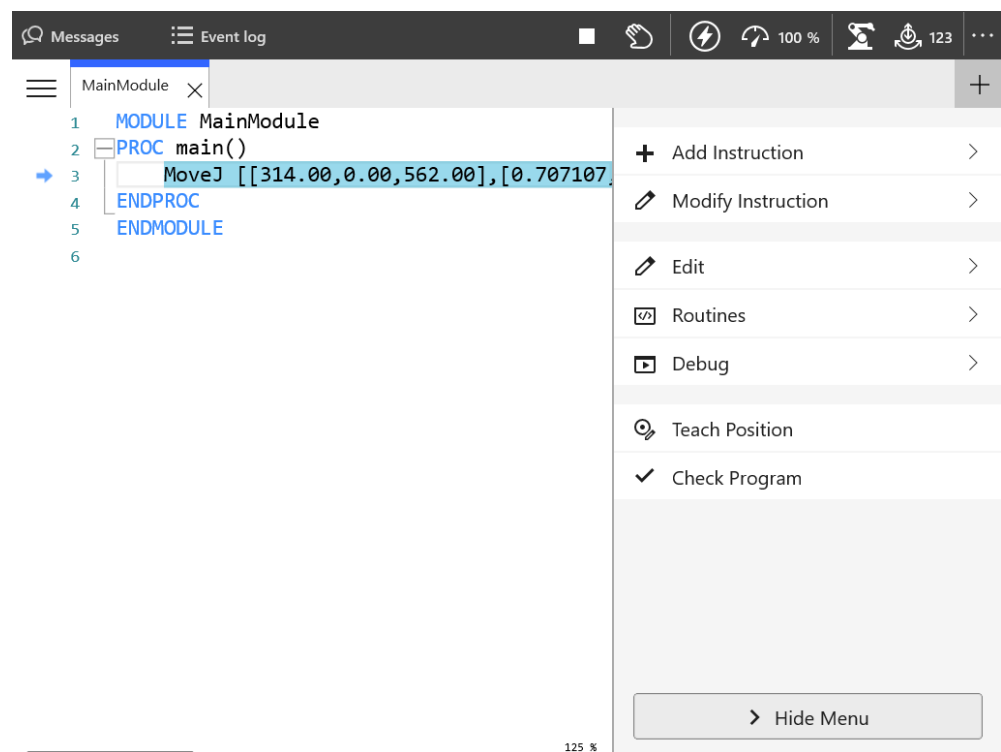 Messages Event log 100 % 123 ...
MainModule
1 MODULE MainModule
2 PROC main()
3 MoveJ [[314.00,0.00,562.00],[0.707107,
4 ENDPROC
5 ENDMODULE
6
Add Instruction
Modify Instruction
Edit
Routines
Debug
Teach Position
Check Program
Hide Menu
125 %